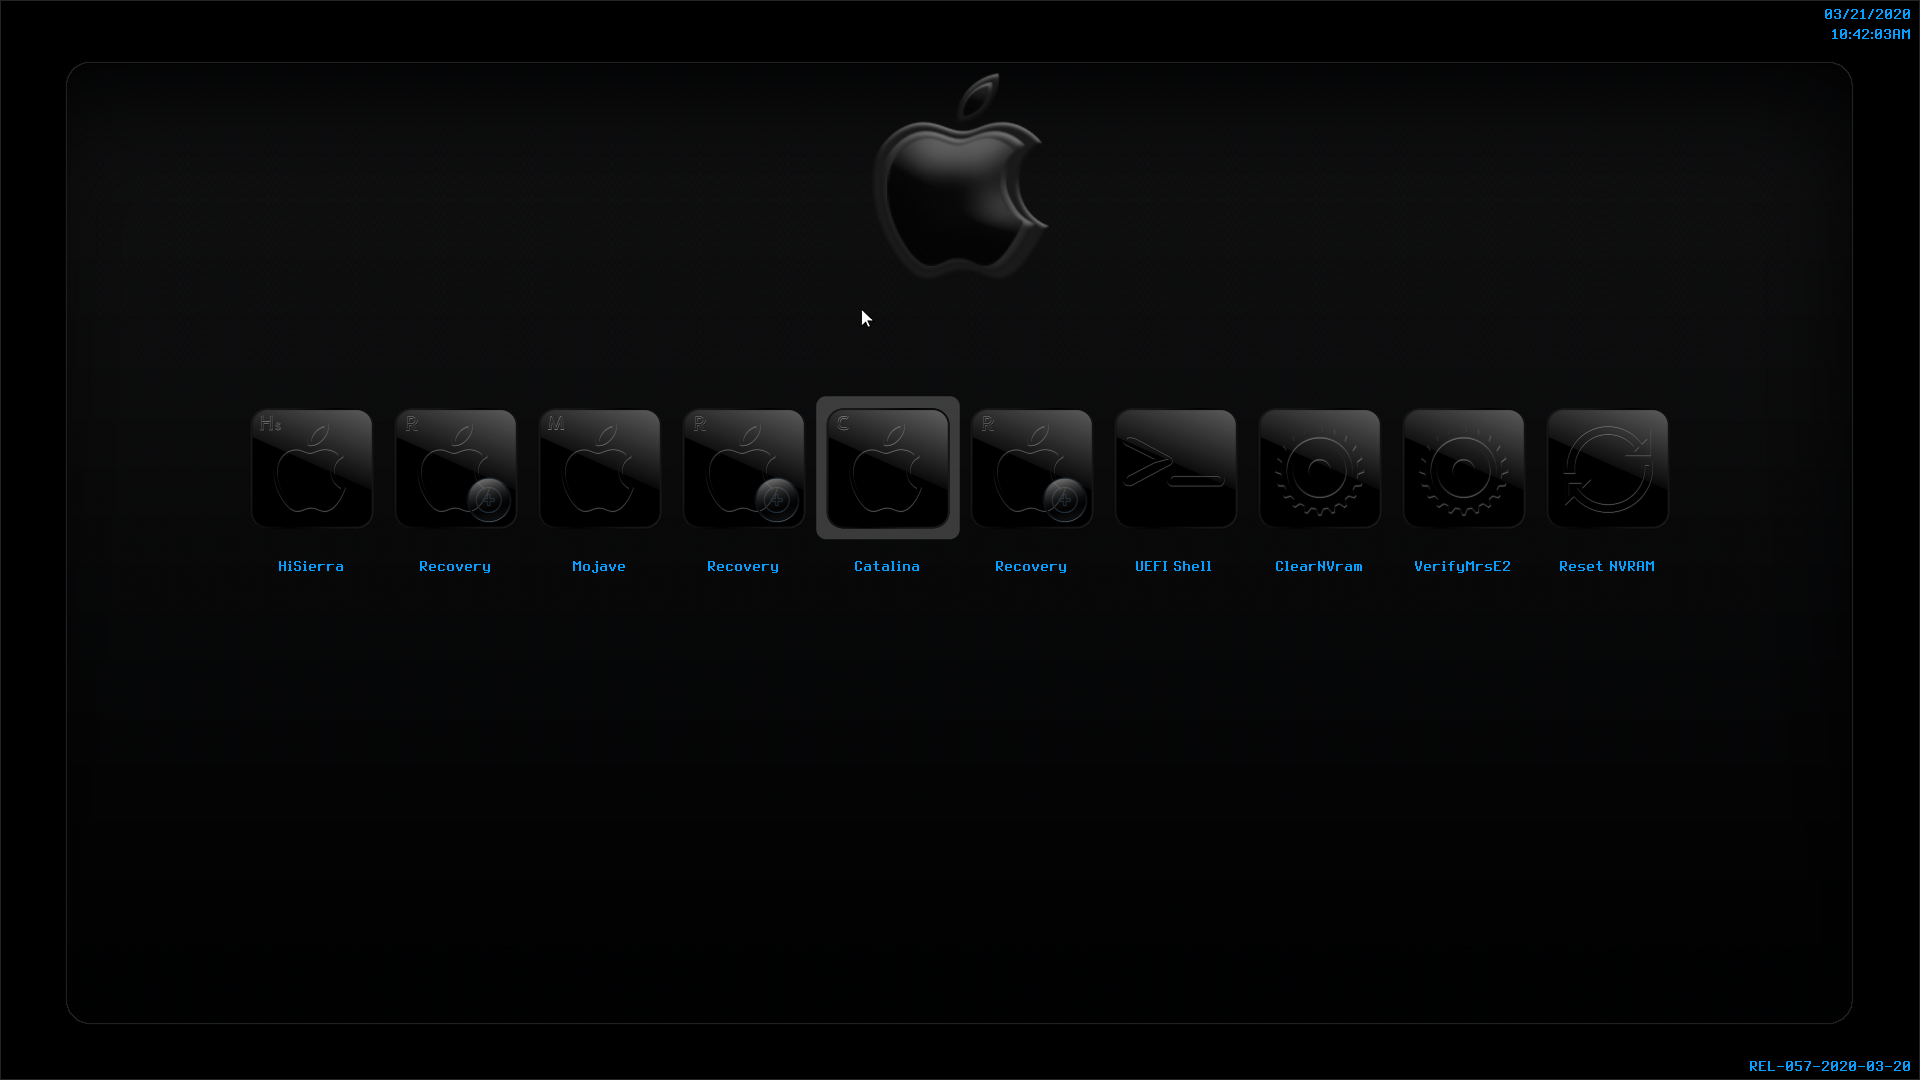 03/21/2020
10:42:03AM
Hs R M R C R
HiSierra Recovery Mojave Recovery Catalina Recovery UEFI Shell ClearNVram VerifyMrsE2 Reset NVRAM
REL-057-2020-03-20